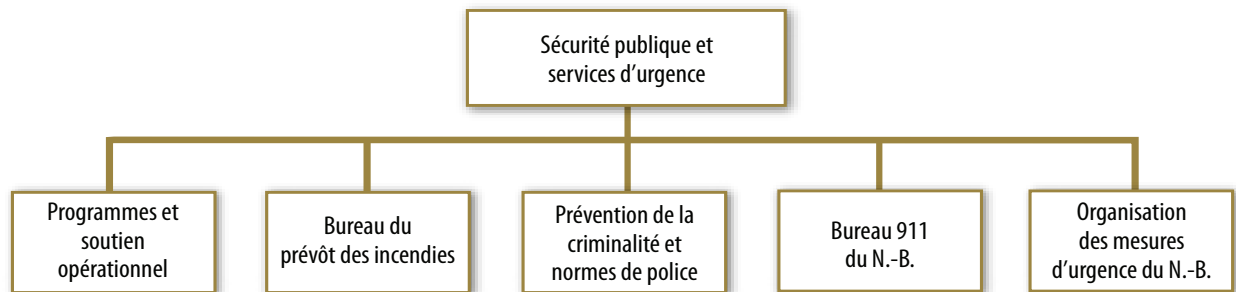 Sécurité publique et
services d’urgence
Programmes et
soutien
opérationnel
Bureau du
prévôt des incendies
Prévention de la
criminalité et
normes de police
Bureau 911
du N.-B.
Organisation
des mesures
d’urgence du N.-B.